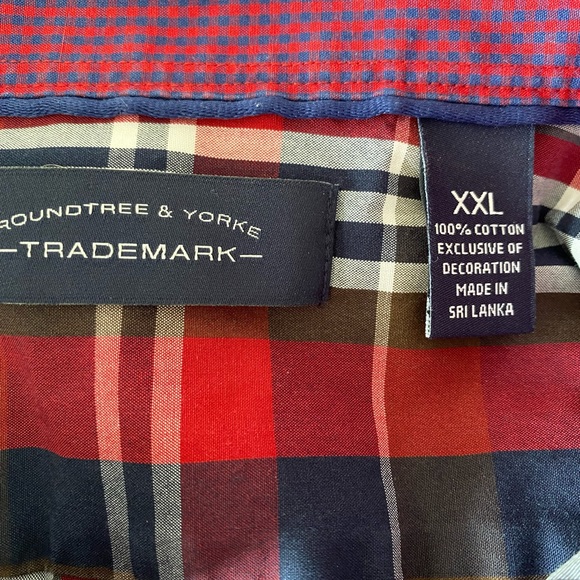 ROUNDTREE & YORKE
—TRADEMARK—
XXL
100% COTTON
EXCLUSIVE OF
DECORATION
MADE IN
SRI LANKA